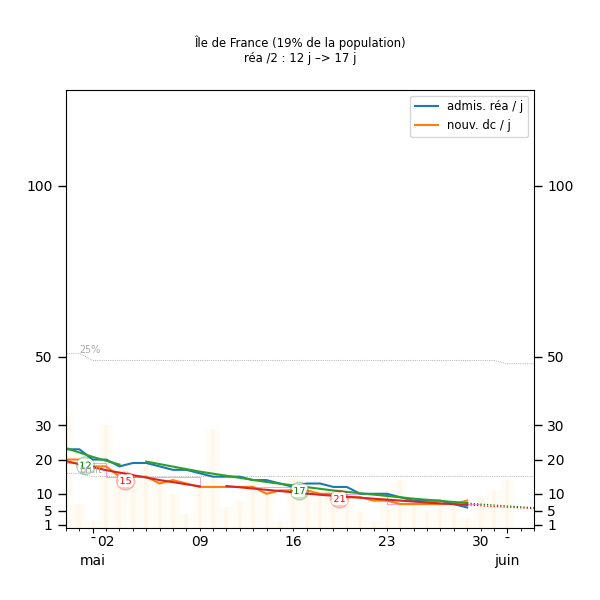 Île de France (19% de la population)
réa /2 : 12 j –> 17 j
admis. réa / j
nouv. dc / j
100 100
50 50
25%
30 30
20 20
12
15
17
21
10 10
5 5
1 1
02 09 16 23 30
mai juin